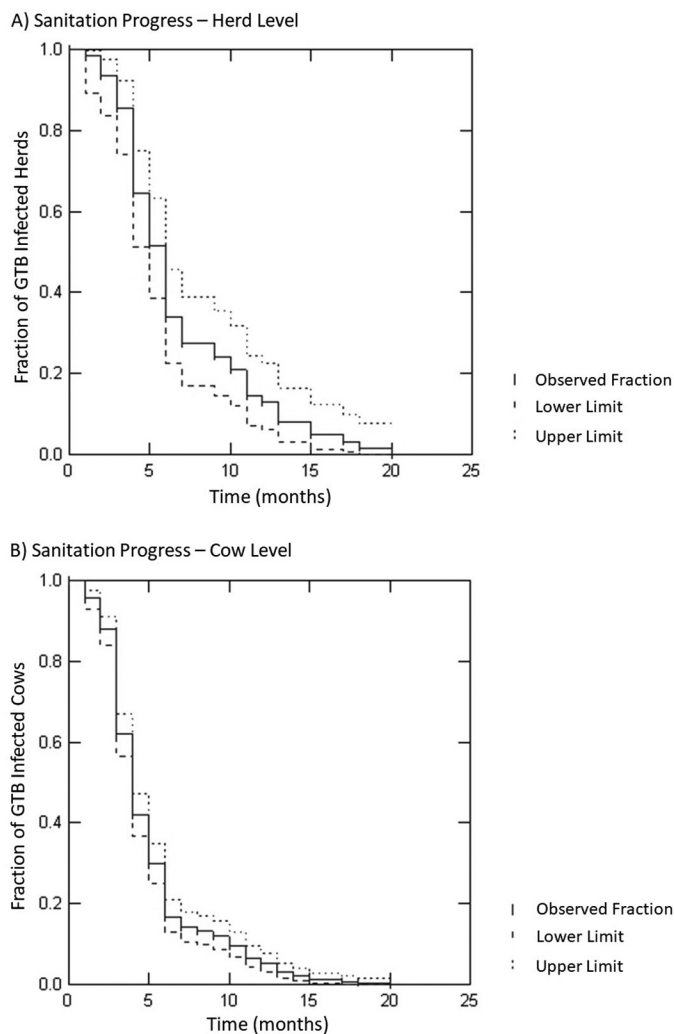 A) Sanitation Progress – Herd Level
Fraction of GTB Infected Herds
1.0
0.8
0.6
0.4
0.2
0.0
0 5 10 15 20 25
Time (months)
Observed Fraction
Lower Limit
Upper Limit
B) Sanitation Progress – Cow Level
Fraction of GTB Infected Cows
1.0
0.8
0.6
0.4
0.2
0.0
0 5 10 15 20 25
Time (months)
Observed Fraction
Lower Limit
Upper Limit